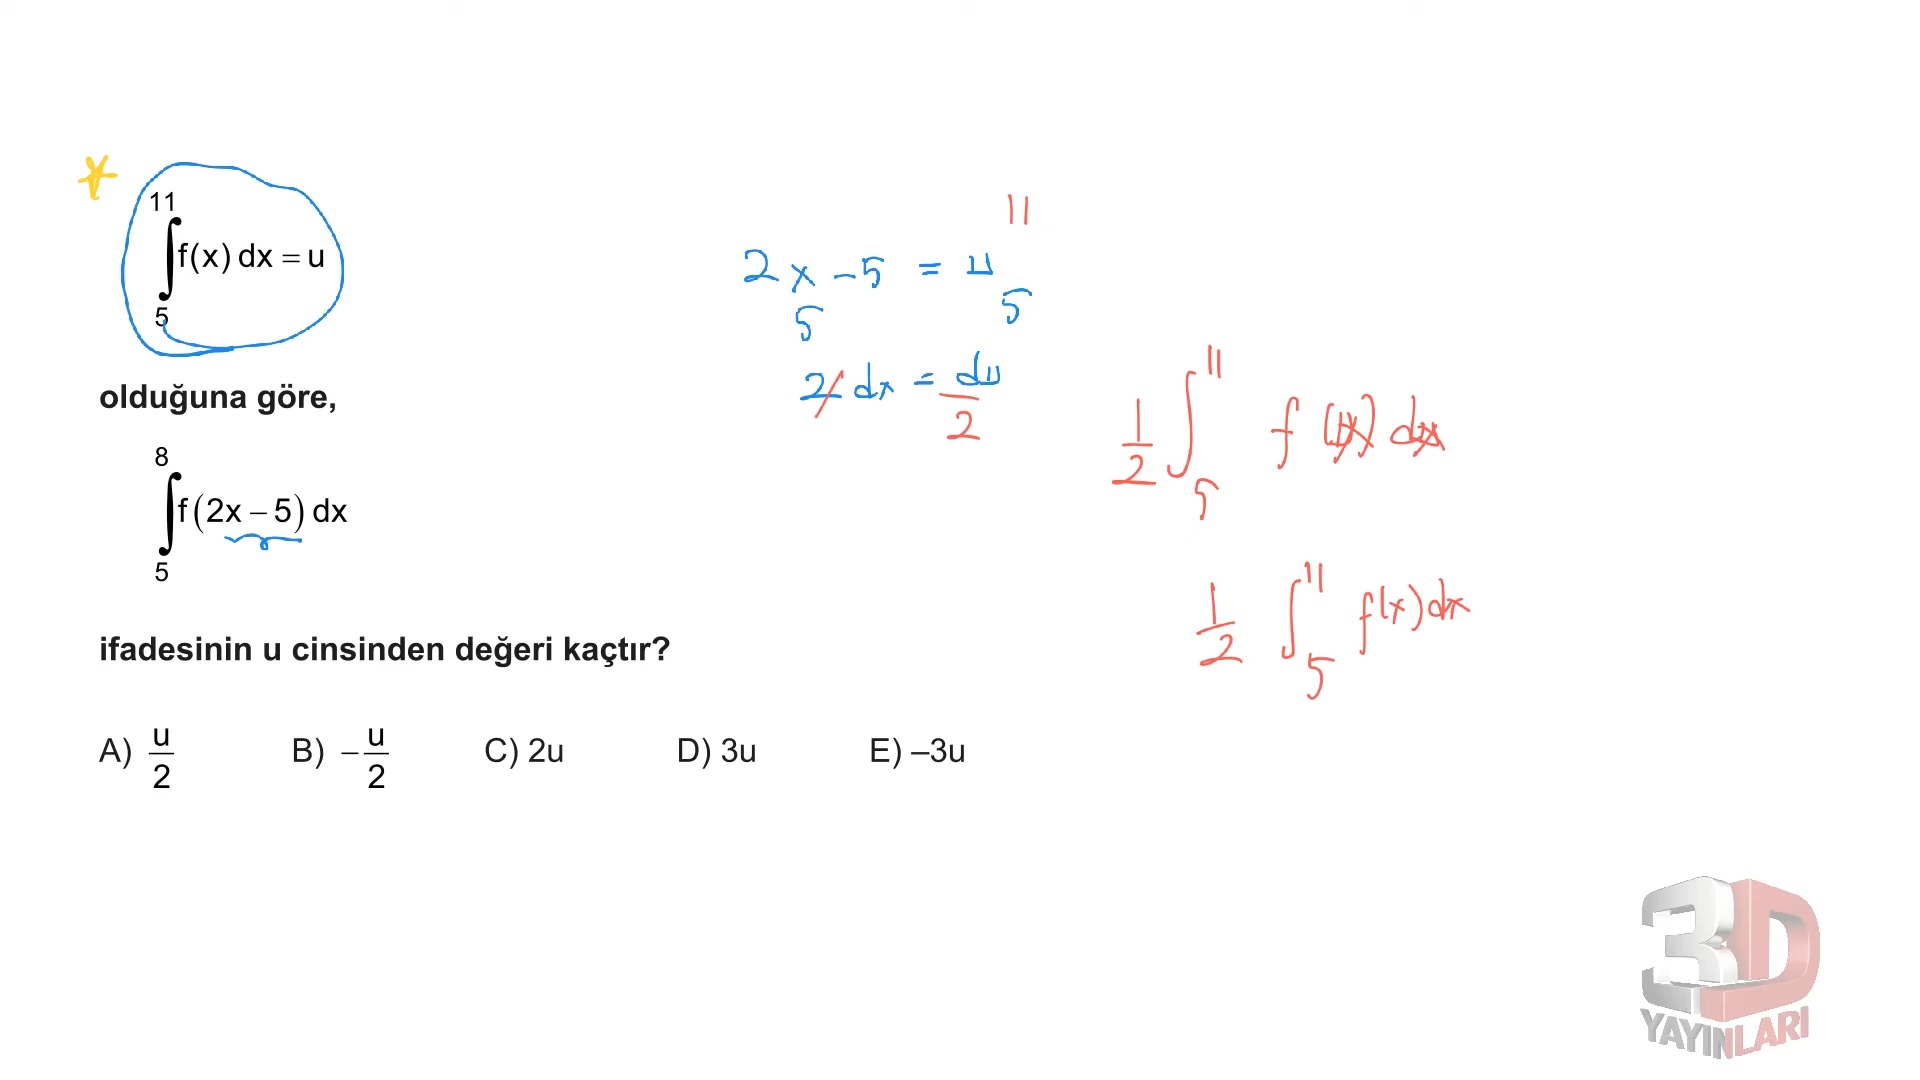 11
∫ f(x) dx = u
5
olduğuna göre,
8
∫ f(2x – 5) dx
5
ifadesinin u cinsinden değeri kaçtır?
A) u/2 B) –u/2 C) 2u D) 3u E) –3u
11
2x – 5 = u
5 5
2 dx = du/2
11
1/2 ∫ f( ) d
5
11
1/2 ∫ f(x) dx
5
3D
YAYINLARI